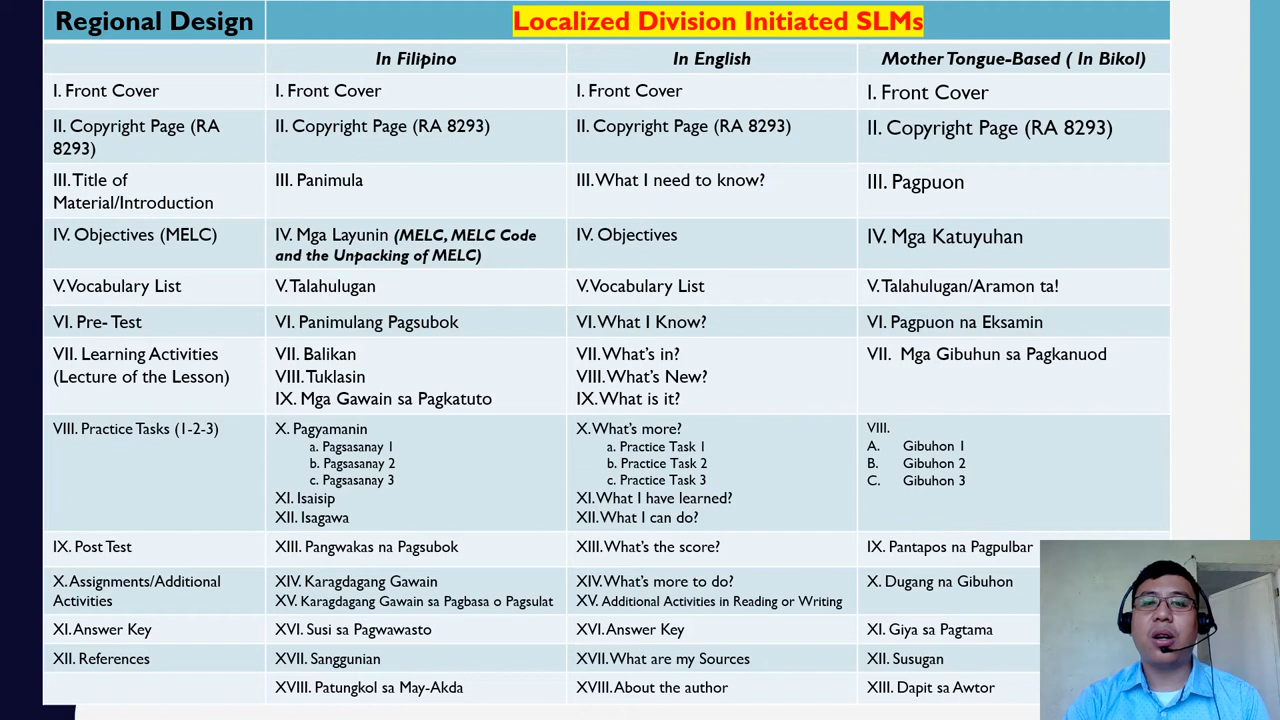 Regional Design
Localized Division Initiated SLMs
In Filipino
In English
Mother Tongue-Based ( In Bikol)
I. Front Cover
I. Front Cover
I. Front Cover
I. Front Cover
II. Copyright Page (RA
8293)
II. Copyright Page (RA 8293)
II. Copyright Page (RA 8293)
II. Copyright Page (RA 8293)
III. Title of
Material/Introduction
III. Panimula
III. What I need to know?
III. Pagpuon
IV. Objectives (MELC)
IV. Mga Layunin (MELC, MELC Code
and the Unpacking of MELC)
IV. Objectives
IV. Mga Katuyuhan
V. Vocabulary List
V. Talahulugan
V. Vocabulary List
V. Talahulugan/Aramon ta!
VI. Pre- Test
VI. Panimulang Pagsubok
VI. What I Know?
VI. Pagpuon na Eksamin
VII. Learning Activities
(Lecture of the Lesson)
VII. Balikan
VIII. Tuklasin
IX. Mga Gawain sa Pagkatuto
VII. What's in?
VIII. What's New?
IX. What is it?
VII. Mga Gibuhun sa Pagkanuod
VIII. Practice Tasks (1-2-3)
X. Pagyamanin
a. Pagsasanay 1
b. Pagsasanay 2
c. Pagsasanay 3
XI. Isaisip
XII. Isagawa
X. What's more?
a. Practice Task 1
b. Practice Task 2
c. Practice Task 3
XI. What I have learned?
XII. What I can do?
VIII.
A. Gibuhon 1
B. Gibuhon 2
C. Gibuhon 3
IX. Post Test
XIII. Pangwakas na Pagsubok
XIII. What's the score?
IX. Pantapos na Pagpulbar
X. Assignments/Additional
Activities
XIV. Karagdagang Gawain
XV. Karagdagang Gawain sa Pagbasa o Pagsulat
XIV. What's more to do?
XV. Additional Activities in Reading or Writing
X. Dugang na Gibuhon
XI. Answer Key
XVI. Susi sa Pagwawasto
XVI. Answer Key
XI. Giya sa Pagtama
XII. References
XVII. Sanggunian
XVII. What are my Sources
XII. Susugan
XVIII. Patungkol sa May-Akda
XVIII. About the author
XIII. Dapit sa Awtor